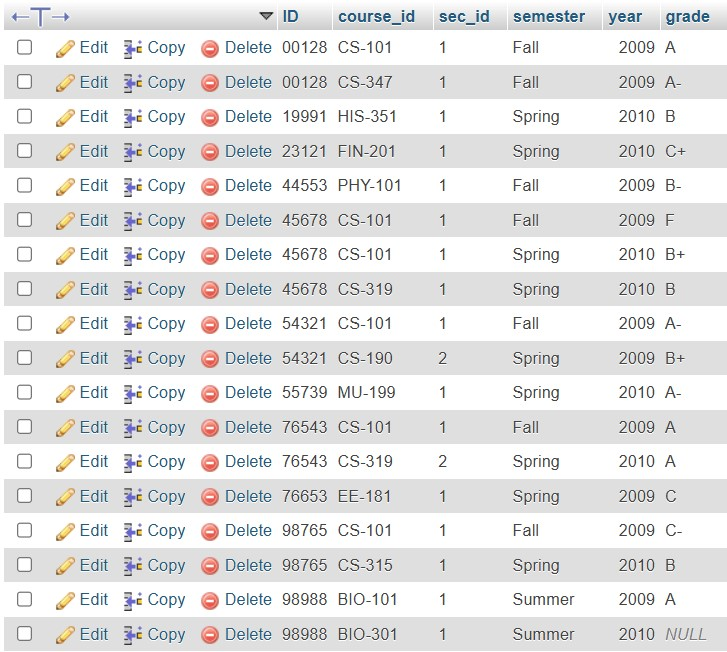 ID course_id sec_id semester year grade
Edit Copy Delete 00128 CS-101 1 Fall 2009 A
Edit Copy Delete 00128 CS-347 1 Fall 2009 A-
Edit Copy Delete 19991 HIS-351 1 Spring 2010 B
Edit Copy Delete 23121 FIN-201 1 Spring 2010 C+
Edit Copy Delete 44553 PHY-101 1 Fall 2009 B-
Edit Copy Delete 45678 CS-101 1 Fall 2009 F
Edit Copy Delete 45678 CS-101 1 Spring 2010 B+
Edit Copy Delete 45678 CS-319 1 Spring 2010 B
Edit Copy Delete 54321 CS-101 1 Fall 2009 A-
Edit Copy Delete 54321 CS-190 2 Spring 2009 B+
Edit Copy Delete 55739 MU-199 1 Spring 2010 A-
Edit Copy Delete 76543 CS-101 1 Fall 2009 A
Edit Copy Delete 76543 CS-319 2 Spring 2010 A
Edit Copy Delete 76653 EE-181 1 Spring 2009 C
Edit Copy Delete 98765 CS-101 1 Fall 2009 C-
Edit Copy Delete 98765 CS-315 1 Spring 2010 B
Edit Copy Delete 98988 BIO-101 1 Summer 2009 A
Edit Copy Delete 98988 BIO-301 1 Summer 2010 NULL